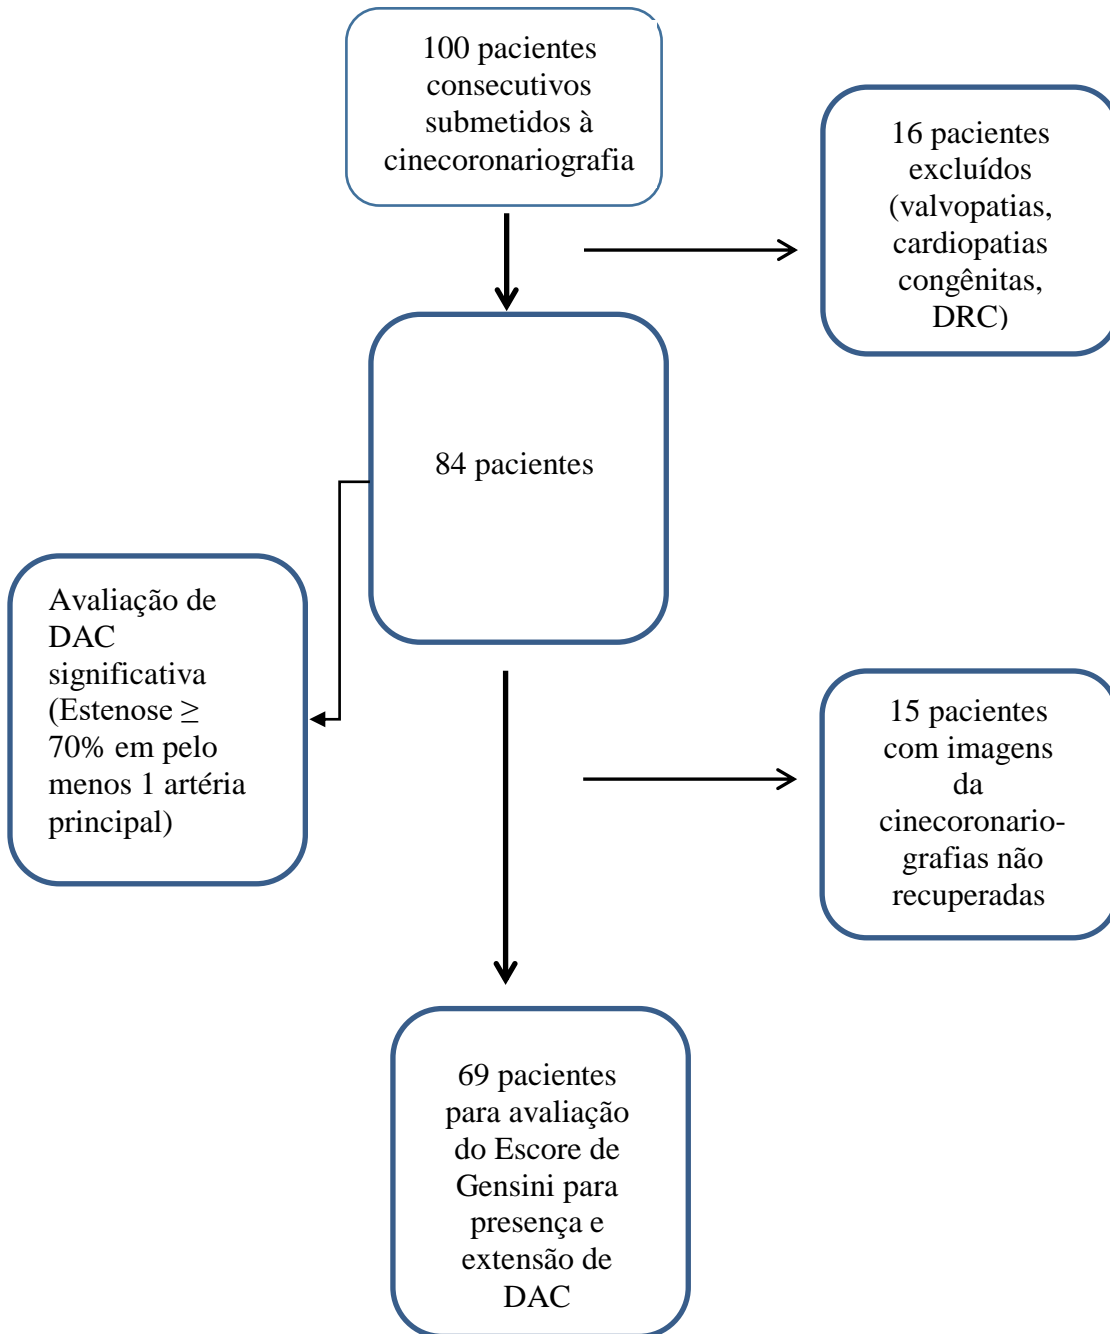 100 pacientes
consecutivos
submetidos à
cinecoronariografia
16 pacientes
excluídos
(valvopatias,
cardiopatias
congênitas,
DRC)
84 pacientes
Avaliação de
DAC
significativa
(Estenose ≥
70% em pelo
menos 1 artéria
principal)
15 pacientes
com imagens
da
cinecoronario-
grafias não
recuperadas
69 pacientes
para avaliação
do Escore de
Gensini para
presença e
extensão de
DAC